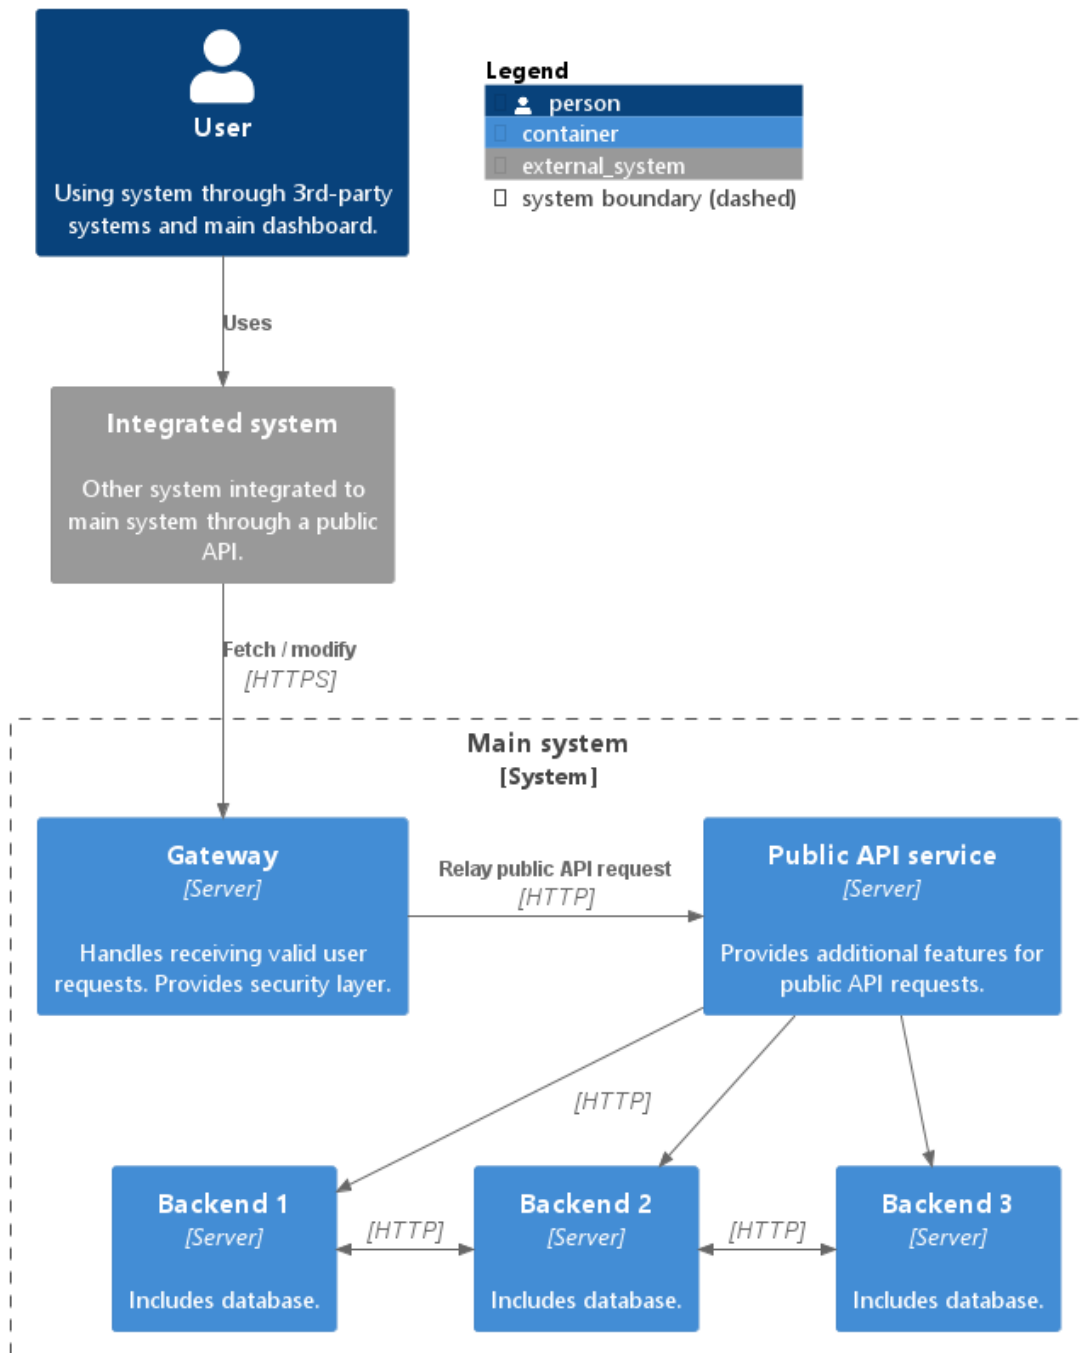 User
Using system through 3rd-party
systems and main dashboard.
Legend
person
container
external_system
system boundary (dashed)
Uses
Integrated system
Other system integrated to
main system through a public
API.
Fetch / modify
[HTTPS]
Main system
[System]
Gateway
[Server]
Handles receiving valid user
requests. Provides security layer.
Relay public API request
[HTTP]
Public API service
[Server]
Provides additional features for
public API requests.
[HTTP]
Backend 1
[Server]
Includes database.
[HTTP]
Backend 2
[Server]
Includes database.
[HTTP]
Backend 3
[Server]
Includes database.